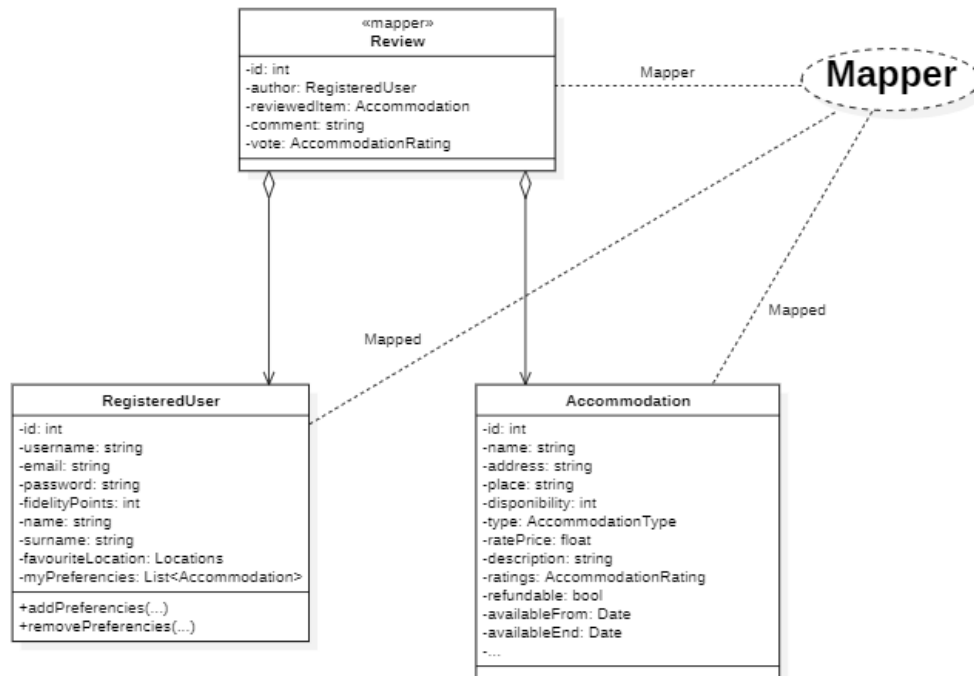 «mapper»
Review
-id: int
-author: RegisteredUser
-reviewedItem: Accommodation
-comment: string
-vote: AccommodationRating
Mapper
Mapper
Mapped
Mapped
RegisteredUser
-id: int
-username: string
-email: string
-password: string
-fidelityPoints: int
-name: string
-surname: string
-favouriteLocation: Locations
-myPreferencies: List<Accommodation>
+addPreferencies(...)
+removePreferencies(...)
Accommodation
-id: int
-name: string
-address: string
-place: string
-disponibility: int
-type: AccommodationType
-ratePrice: float
-description: string
-ratings: AccommodationRating
-refundable: bool
-availableFrom: Date
-availableEnd: Date
-...